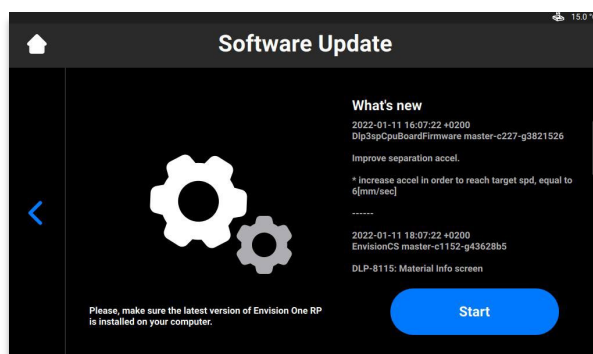 15.0 °
Software Update
What's new
2022-01-11 16:07:22 +0200
Dlp3spCpuBoardFirmware master-c227-g3821526
Improve separation accel.
* increase accel in order to reach target spd, equal to
6[mm/sec]
------
2022-01-11 18:07:22 +0200
EnvisionCS master-c1152-g43628b5
DLP-8115: Material Info screen
Please, make sure the latest version of Envision One RP
is installed on your computer.
Start